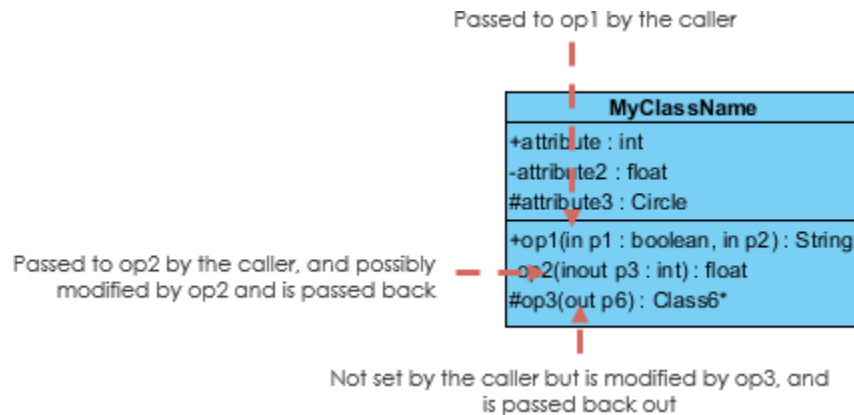 Passed to op1 by the caller
MyClassName
+attribute : int
-attribute2 : float
#attribute3 : Circle
+op1(in p1 : boolean, in p2) : String
Passed to op2 by the caller, and possibly
modified by op2 and is passed back
op2(inout p3 : int) : float
#op3(out p6) : Class6*
Not set by the caller but is modified by op3, and
is passed back out